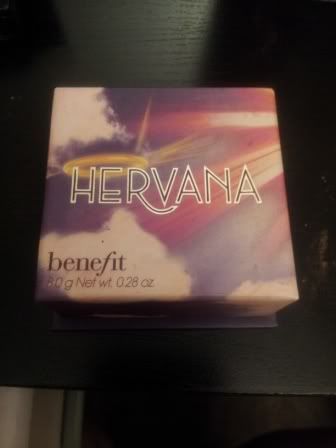 HERVANA
benefit
8.0 g Net wt. 0.28 oz.